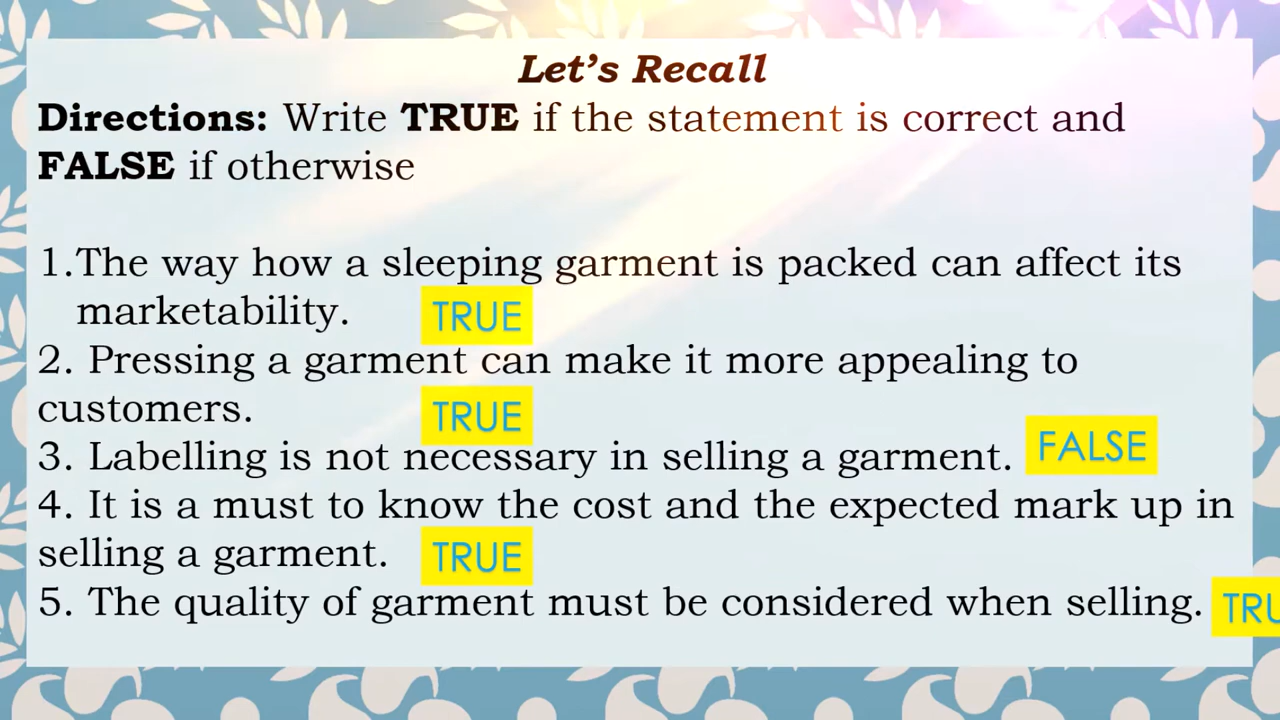 Let's Recall
Directions: Write TRUE if the statement is correct and
FALSE if otherwise
1.The way how a sleeping garment is packed can affect its
marketability. TRUE
2. Pressing a garment can make it more appealing to
customers. TRUE
3. Labelling is not necessary in selling a garment. FALSE
4. It is a must to know the cost and the expected mark up in
selling a garment. TRUE
5. The quality of garment must be considered when selling.